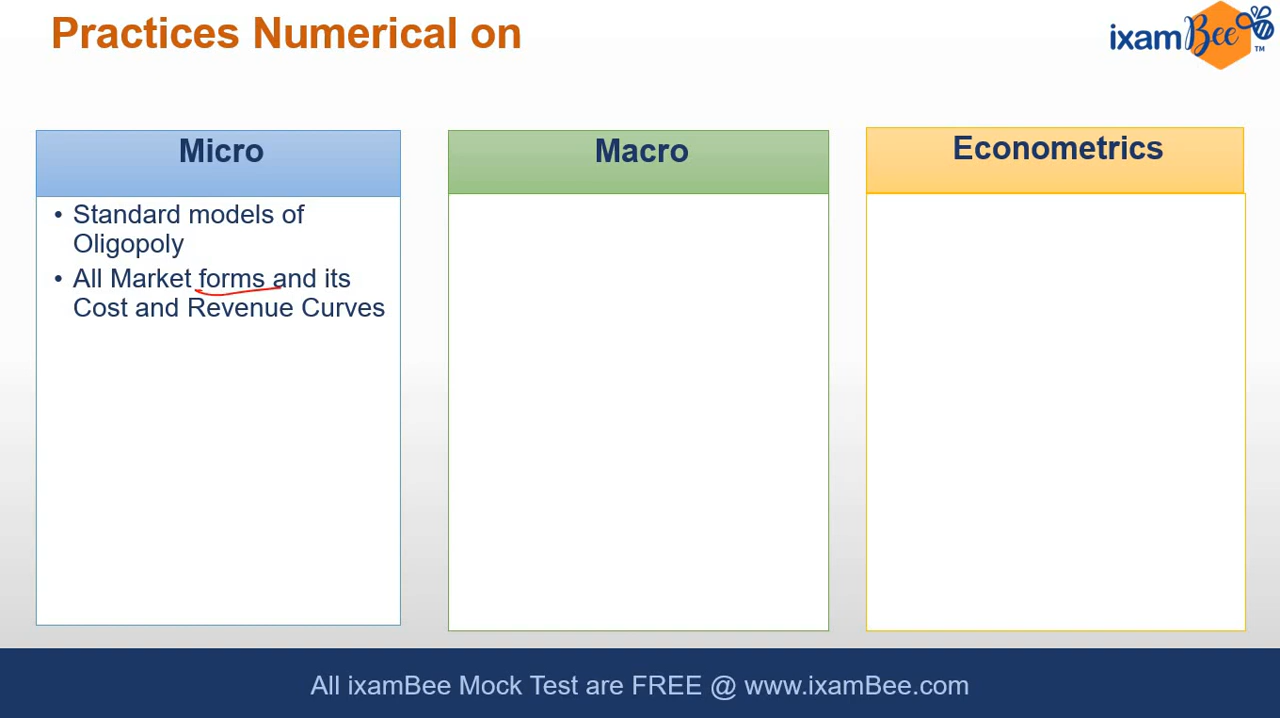 Practices Numerical on
ixamBee
TM
Micro
Macro
Econometrics
• Standard models of
Oligopoly
• All Market forms and its
Cost and Revenue Curves
All ixamBee Mock Test are FREE @ www.ixamBee.com